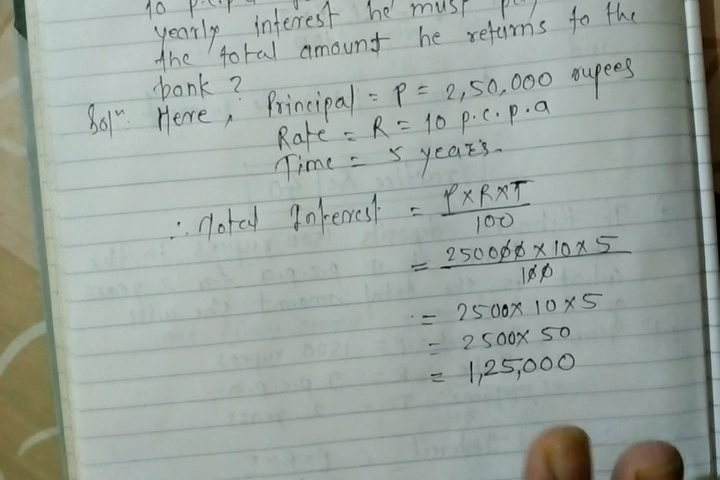 10 p.c.p.a
yearly interest he must pay
the total amount he returns to the
bank ?
Solⁿ. Here, Principal = P = 2,50,000 rupees
Rate = R = 10 p.c.p.a
Time = 5 years.
∴ Total Interest = P×R×T
100
= 250000 × 10 × 5
100
= 2500× 10 ×5
= 2500× 50
= 1,25,000